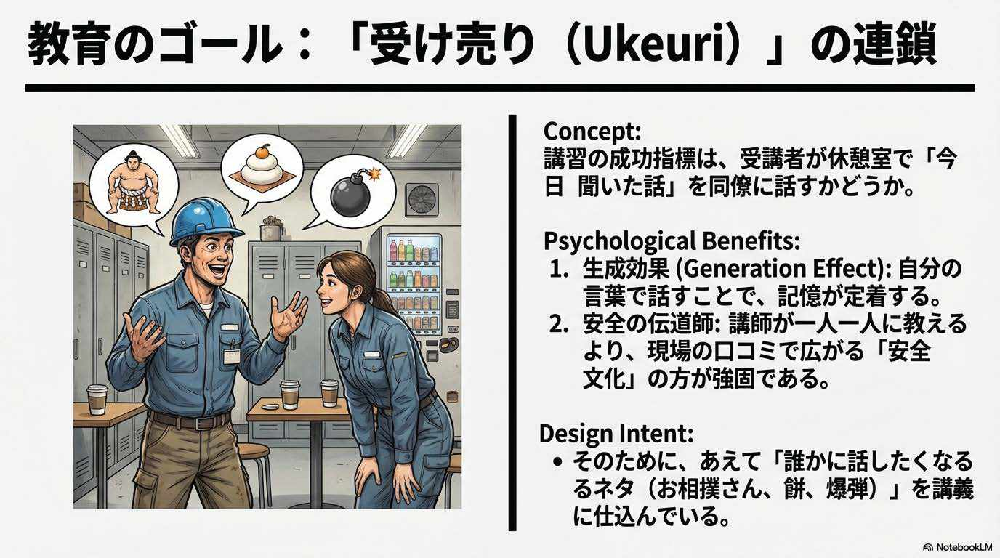 教育のゴール：「受け売り（Ukeuri）」の連鎖
Concept:
講習の成功指標は、受講者が休憩室で「今
日 聞いた話」を同僚に話すかどうか。
Psychological Benefits:
1. 生成効果 (Generation Effect): 自分の
言葉で話すことで、記憶が定着する。
2. 安全の伝道師: 講師が一人一人に教える
より、現場の口コミで広がる「安全
文化」の方が強固である。
Design Intent:
• そのために、あえて「誰かに話したくなる
るネタ（お相撲さん、餅、爆弾）」を講義
に仕込んでいる。
NotebookLM